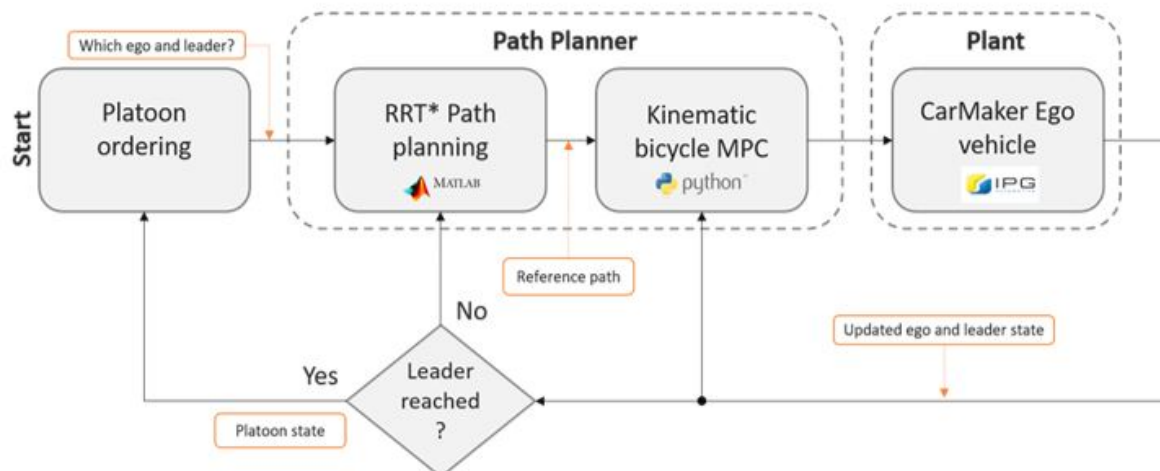 Which ego and leader?
Path Planner
Plant
Start
Platoon
ordering
RRT* Path
planning
MATLAB
Kinematic
bicycle MPC
python
CarMaker Ego
vehicle
IPG
Reference path
No
Updated ego and leader state
Yes
Leader
reached
?
Platoon state